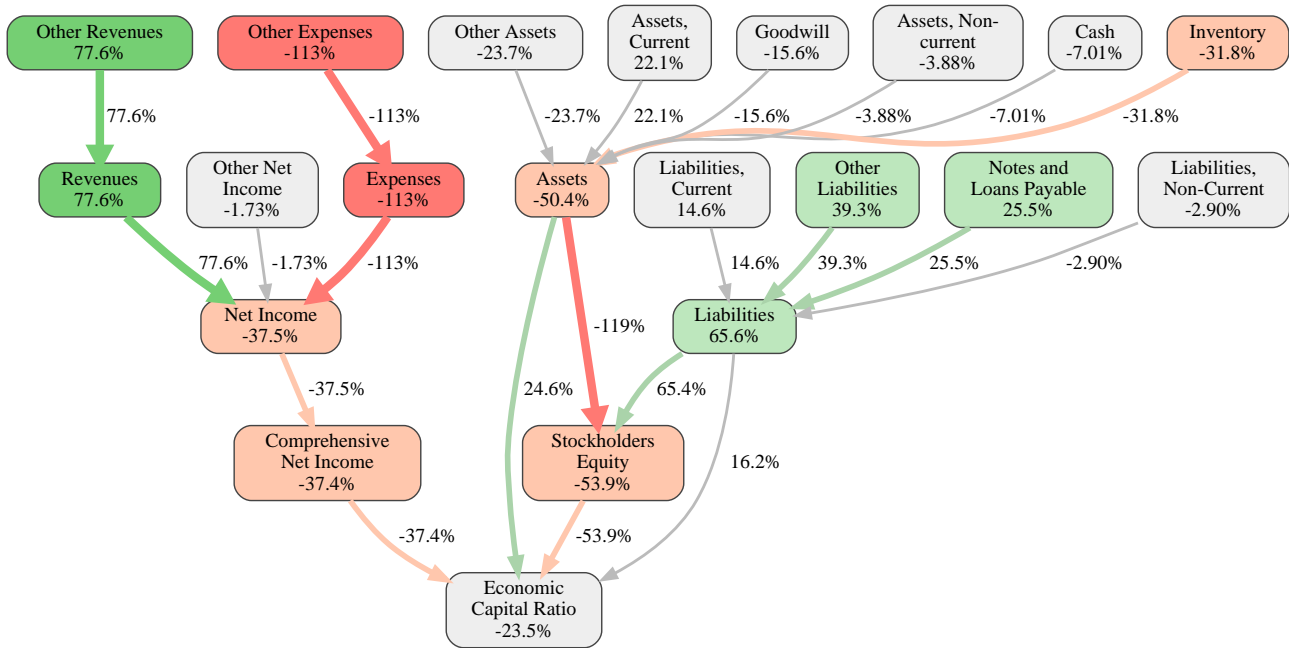 Other Revenues
77.6%
Other Expenses
-113%
Other Assets
-23.7%
Assets,
Current
22.1%
Goodwill
-15.6%
Assets, Non-
current
-3.88%
Cash
-7.01%
Inventory
-31.8%
77.6%
-113%
-23.7%
22.1%
-15.6%
-3.88%
-7.01%
-31.8%
Revenues
77.6%
Other Net
Income
-1.73%
Expenses
-113%
Assets
-50.4%
Liabilities,
Current
14.6%
Other
Liabilities
39.3%
Notes and
Loans Payable
25.5%
Liabilities,
Non-Current
-2.90%
77.6%
-1.73%
-113%
14.6%
39.3%
25.5%
-2.90%
Net Income
-37.5%
-119%
Liabilities
65.6%
-37.5%
24.6%
65.4%
Comprehensive
Net Income
-37.4%
Stockholders
Equity
-53.9%
16.2%
-37.4%
-53.9%
Economic
Capital Ratio
-23.5%